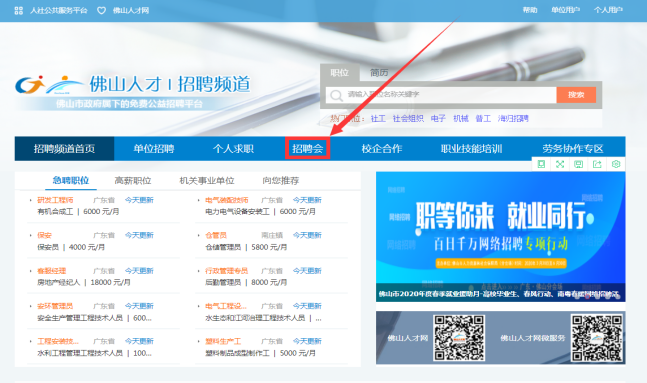 人社公共服务平台 佛山人才网 帮助 单位用户 个人用户
佛山人才 | 招聘频道
佛山市政府属下的免费公益招聘平台
职位 简历
请输入职位名称关键字 搜索
热门职位：社工 社会组织 电子 机械 普工 海归招聘
招聘频道首页 单位招聘 个人求职 招聘会 校企合作 职业技能培训 劳务协作专区
急聘职位 高薪职位 机关事业单位 向您推荐
研发工程师 广东省 今天更新
有机合成工 | 6000 元/月
电气装配技师 广东省 今天更新
电力电气设备安装工 | 6000 元/月
保安 广东省 今天更新
保安员 | 4000 元/月
仓管员 南庄镇 今天更新
仓储管理员 | 5800 元/月
客服经理 广东省 今天更新
房地产经纪人 | 18000 元/月
行政管理专员 广东省 今天更新
后勤管理员 | 8000 元/月
安环管理员 广东省 今天更新
安全生产管理工程技术人员 | 600...
电气工程设... 广东省 今天更新
水生态和江河治理工程技术人员 | ...
工程安装技... 广东省 今天更新
水利工程管理工程技术人员 | 100...
塑料生产工 广东省 今天更新
塑料制品成型制作工 | 5000 元/月
职等你来 就业同行
百日千万网络招聘专项行动
佛山市2020年度春季就业援助月·高校毕业生、春风行动、南粤春暖网络招聘活
佛山人才网 佛山人才网微服务